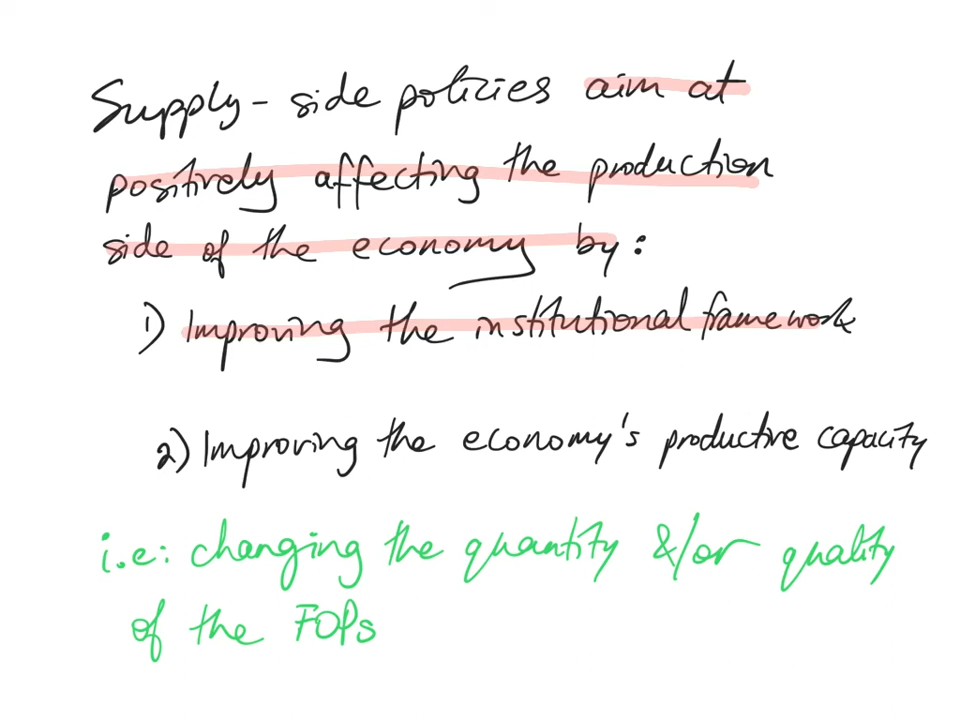 Supply-side policies aim at
positively affecting the production
side of the economy by:
1) Improving the institutional framework
2) Improving the economy's productive capacity
i.e: changing the quantity &/or quality
of the FOPs